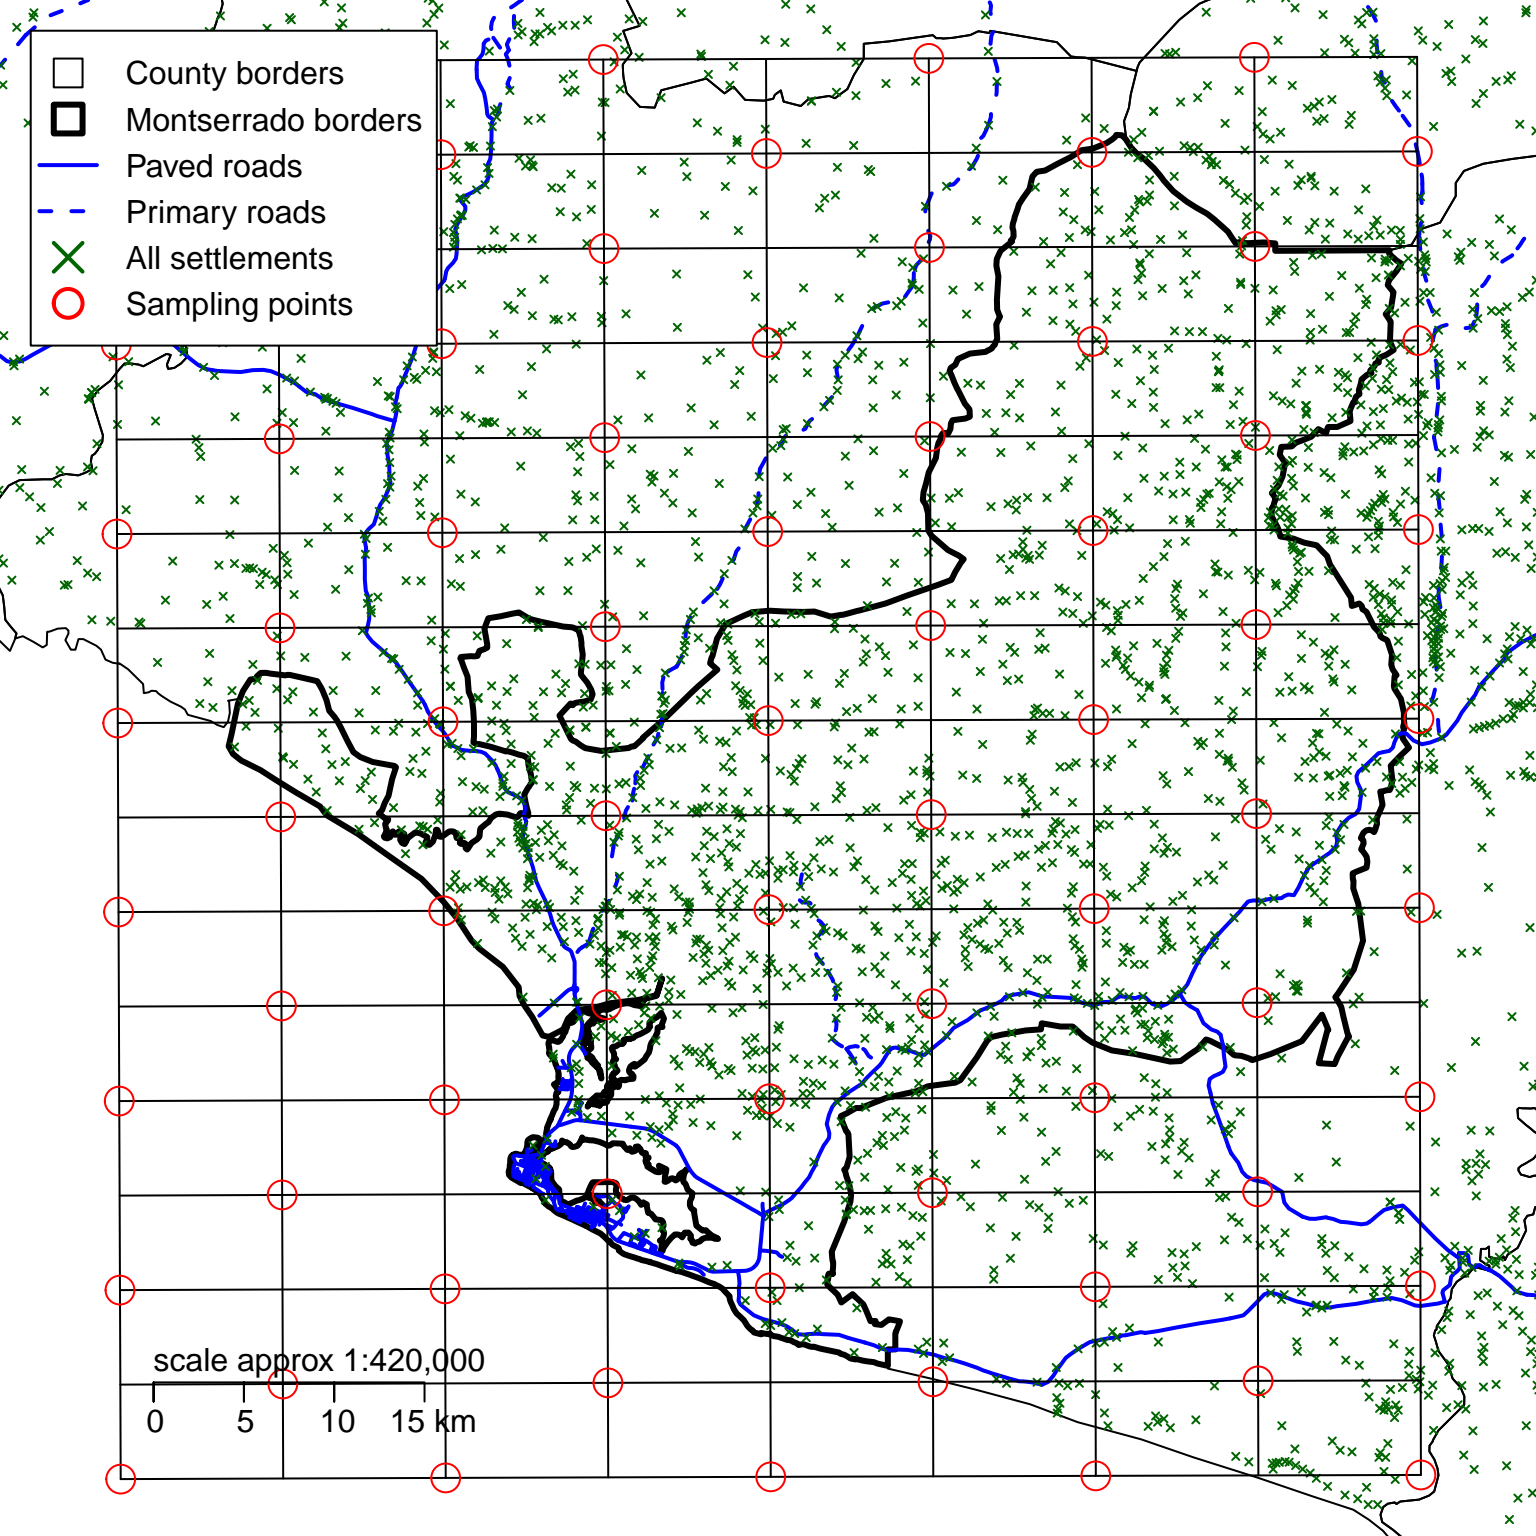 County borders
Montserrado borders
Paved roads
Primary roads
All settlements
Sampling points
scale approx 1:420,000
0 5 10 15 km